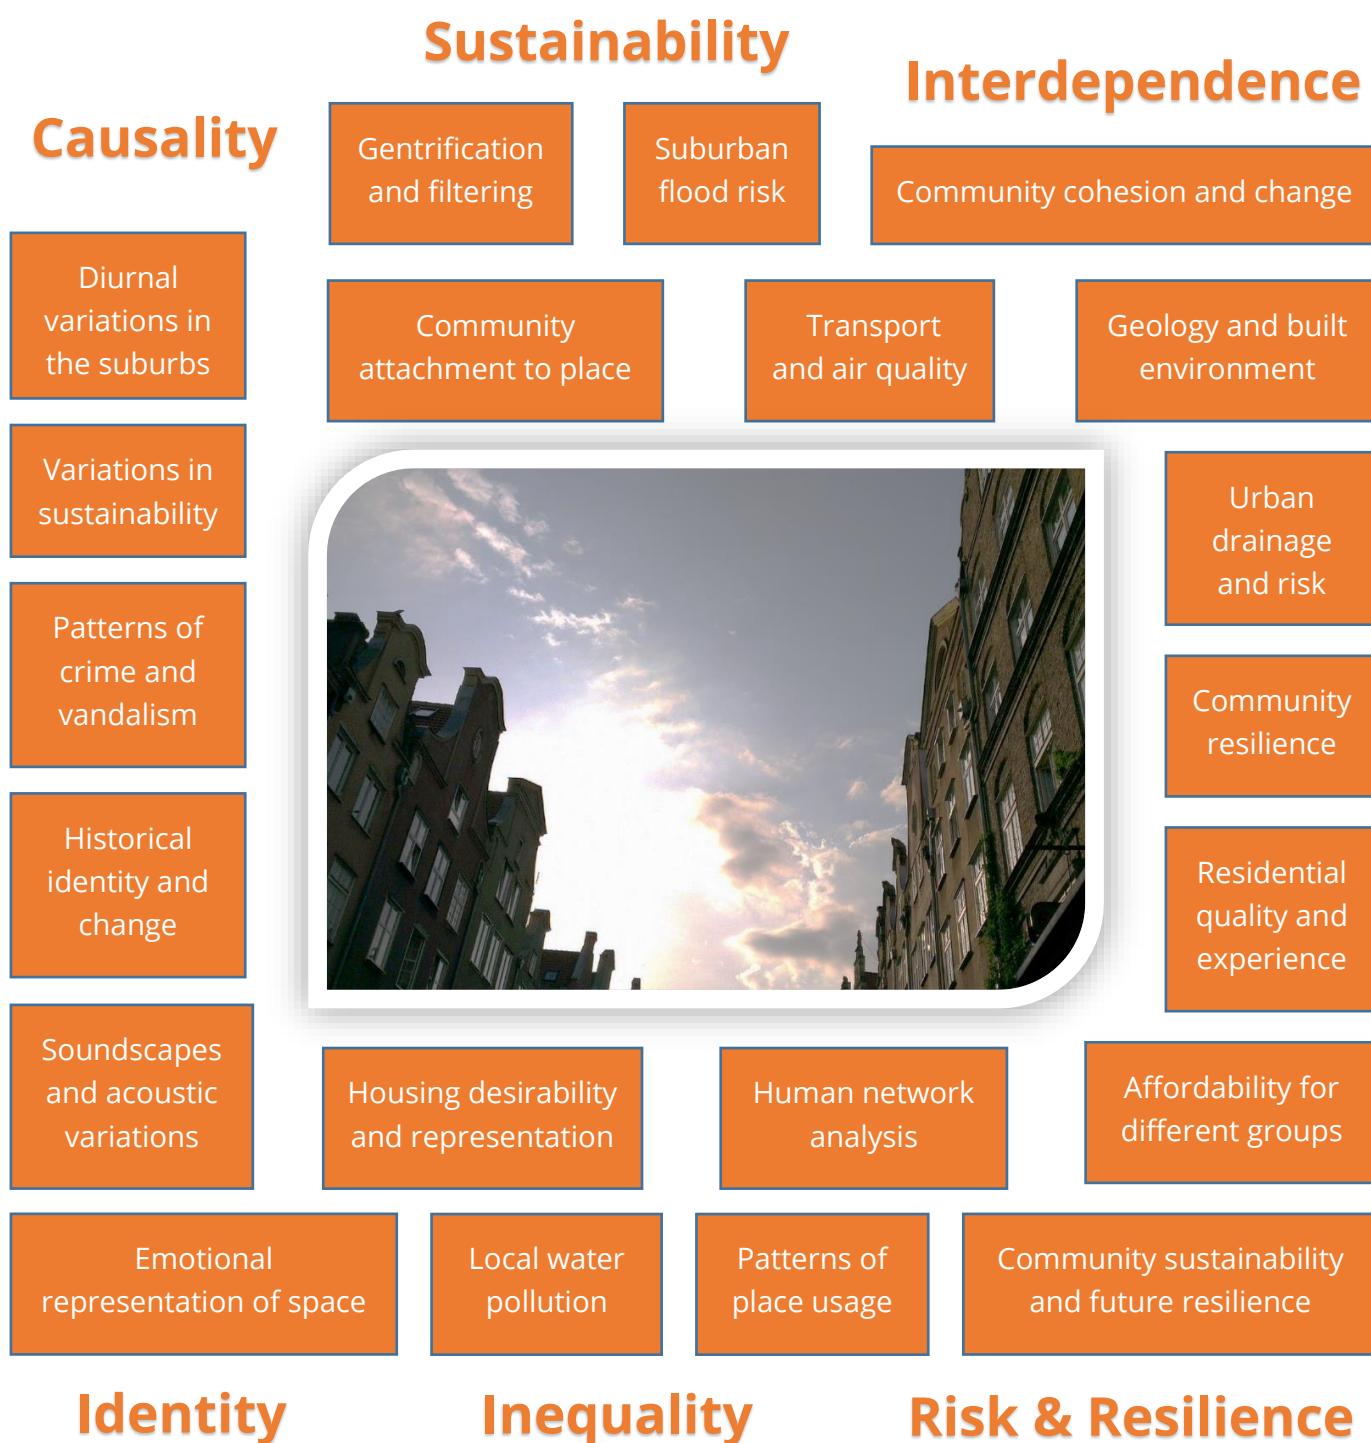 Sustainability
Interdependence
Causality
Gentrification
and filtering
Suburban
flood risk
Community cohesion and change
Diurnal
variations in
the suburbs
Community
attachment to place
Transport
and air quality
Geology and built
environment
Variations in
sustainability
Urban
drainage
and risk
Patterns of
crime and
vandalism
Community
resilience
Historical
identity and
change
Residential
quality and
experience
Soundscapes
and acoustic
variations
Housing desirability
and representation
Human network
analysis
Affordability for
different groups
Emotional
representation of space
Local water
pollution
Patterns of
place usage
Community sustainability
and future resilience
Identity
Inequality
Risk & Resilience